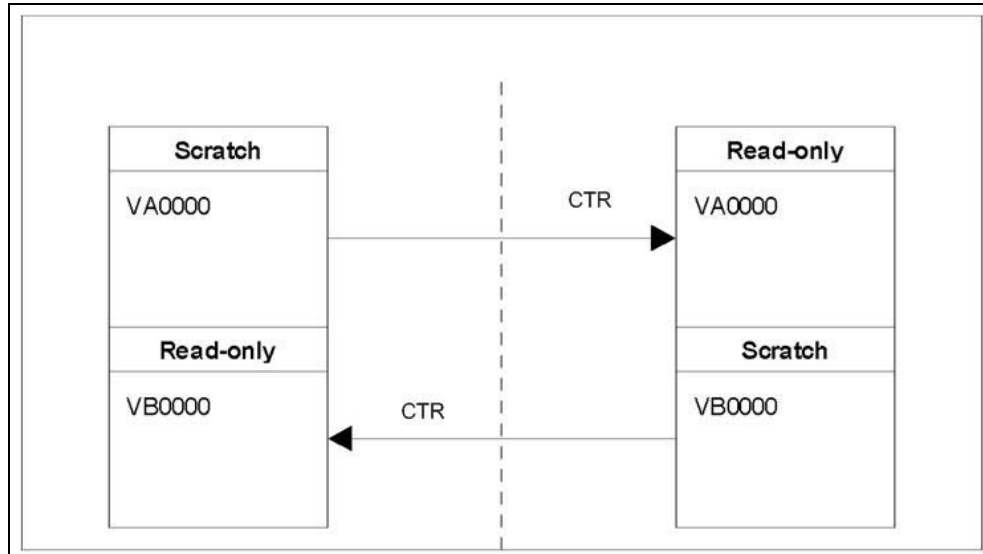 Scratch
VA0000
Read-only
VB0000
CTR
CTR
Read-only
VA0000
Scratch
VB0000